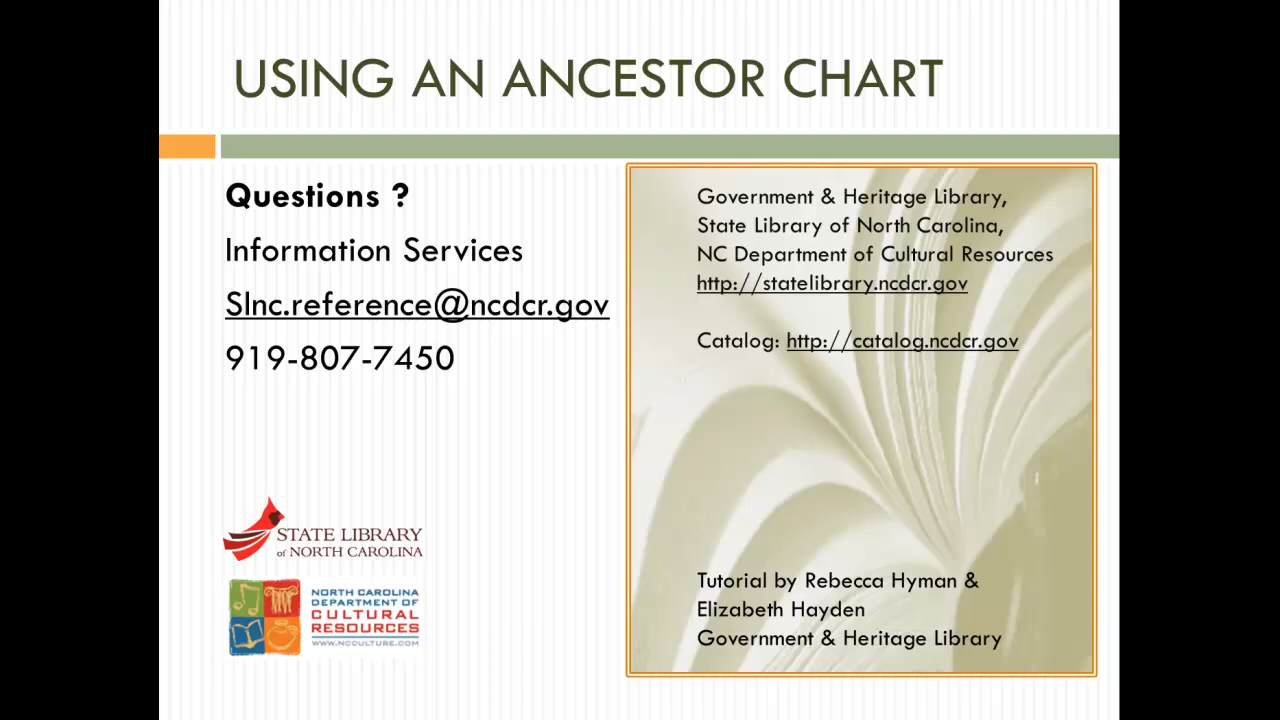 USING AN ANCESTOR CHART
Questions ?
Information Services
Slnc.reference@ncdcr.gov
919-807-7450
STATE LIBRARY
of NORTH CAROLINA
NORTH CAROLINA
DEPARTMENT OF
CULTURAL
RESOURCES
WWW.NCCULTURE.COM
Government & Heritage Library,
State Library of North Carolina,
NC Department of Cultural Resources
http://statelibrary.ncdcr.gov
Catalog: http://catalog.ncdcr.gov
Tutorial by Rebecca Hyman &
Elizabeth Hayden
Government & Heritage Library